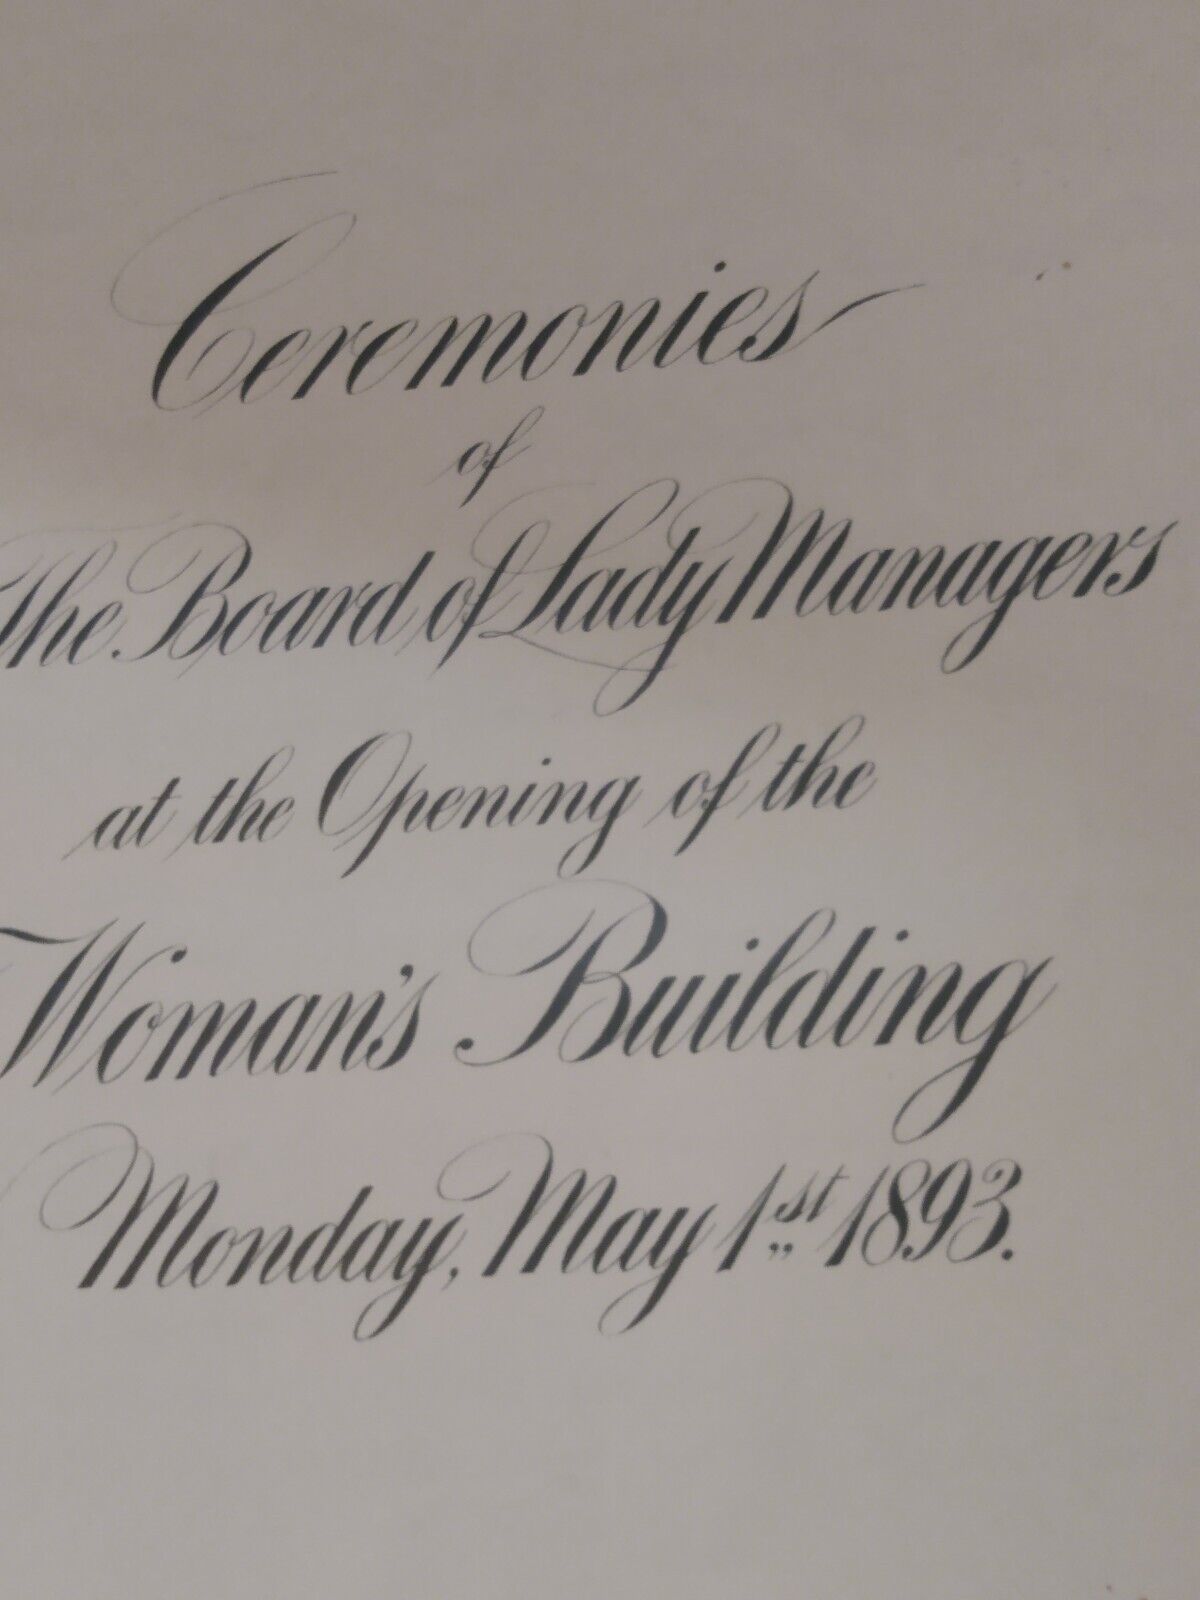 Ceremonies
of
The Board of Lady Managers
at the Opening of the
Woman's Building
Monday, May 1st 1893.